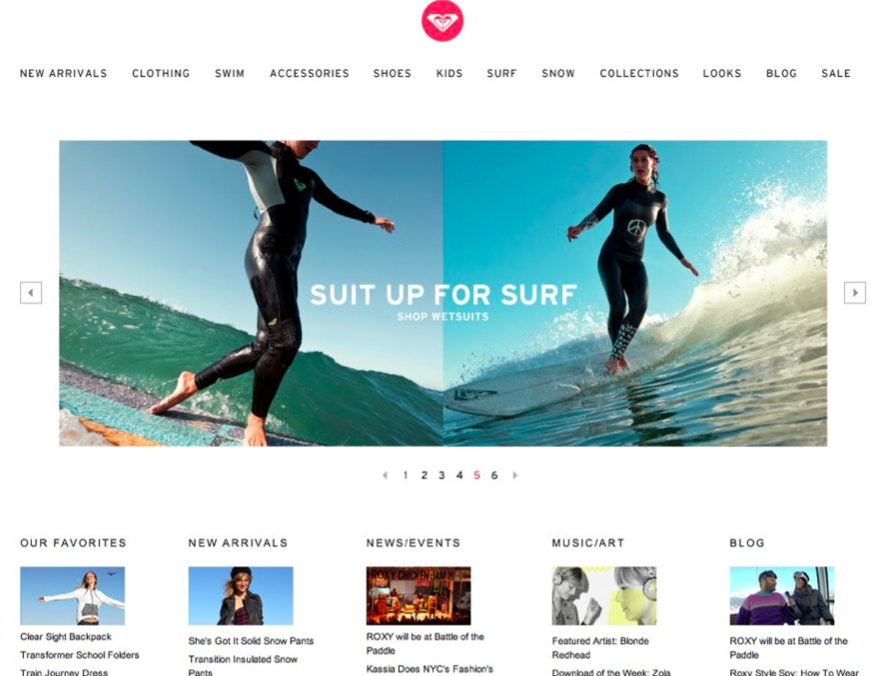 NEW ARRIVALS CLOTHING SWIM ACCESSORIES SHOES KIDS SURF SNOW COLLECTIONS LOOKS BLOG SALE
SUIT UP FOR SURF
SHOP WETSUITS
1 2 3 4 5 6
OUR FAVORITES
Clear Sight Backpack
Transformer School Folders
Train Journey Dress
NEW ARRIVALS
She's Got It Solid Snow Pants
Transition Insulated Snow
Pants
NEWS/EVENTS
ROXY CHICKEN JAM
ROXY will be at Battle of the
Paddle
Kassia Does NYC's Fashion's
MUSIC/ART
Featured Artist: Blonde
Redhead
Download of the Week: Zola
BLOG
ROXY will be at Battle of the
Paddle
Roxy Style Spy: How To Wear